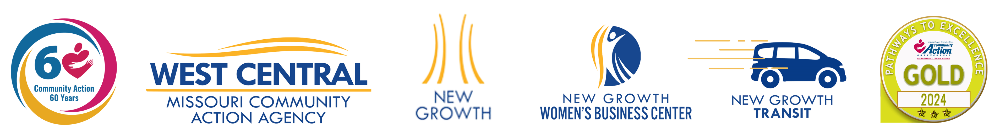 60
Community Action
60 Years
WEST CENTRAL
MISSOURI COMMUNITY
ACTION AGENCY
NEW
GROWTH
NEW GROWTH
WOMEN'S BUSINESS CENTER
NEW GROWTH
TRANSIT
PATHWAYS TO EXCELLENCE
Helping People. Changing Lives.
community
Action
PARTNERSHIP
AMERICA'S POVERTY FIGHTING NETWORK
GOLD
2024